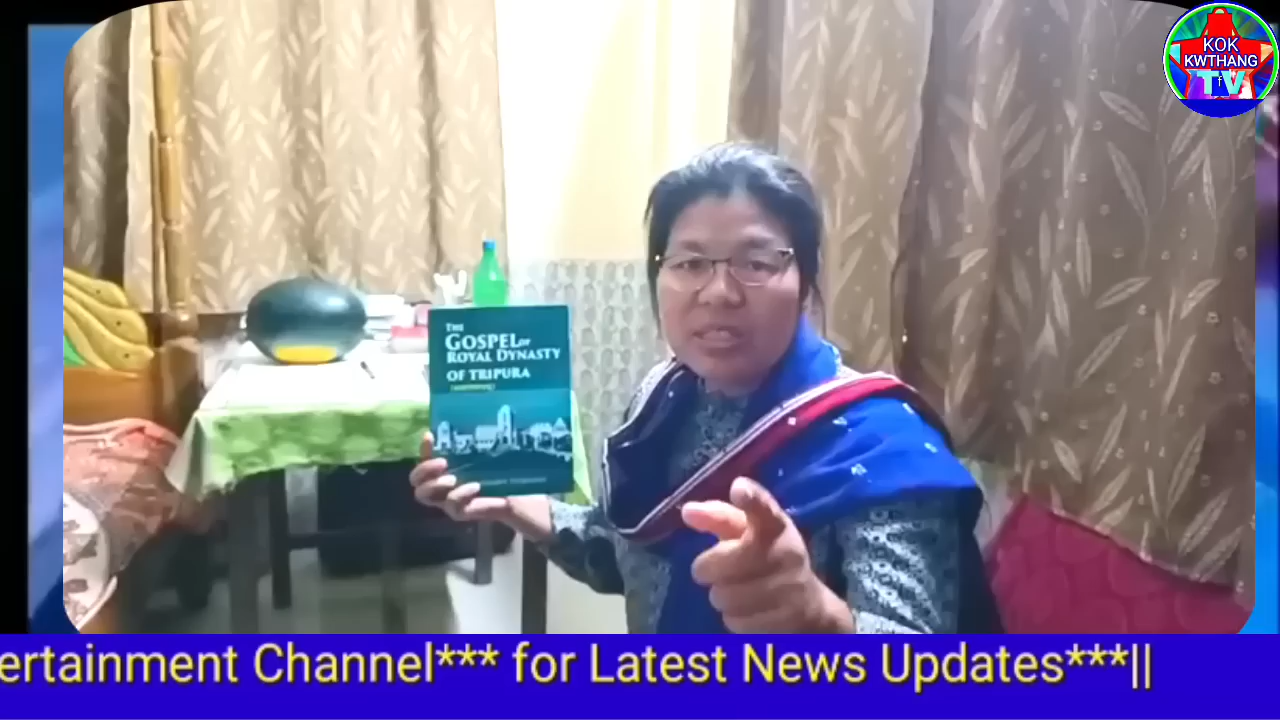 KOK
KWTHANG
TV
THE
GOSPEL OF
ROYAL DYNASTY
OF TRIPURA
ertainment Channel*** for Latest News Updates***||